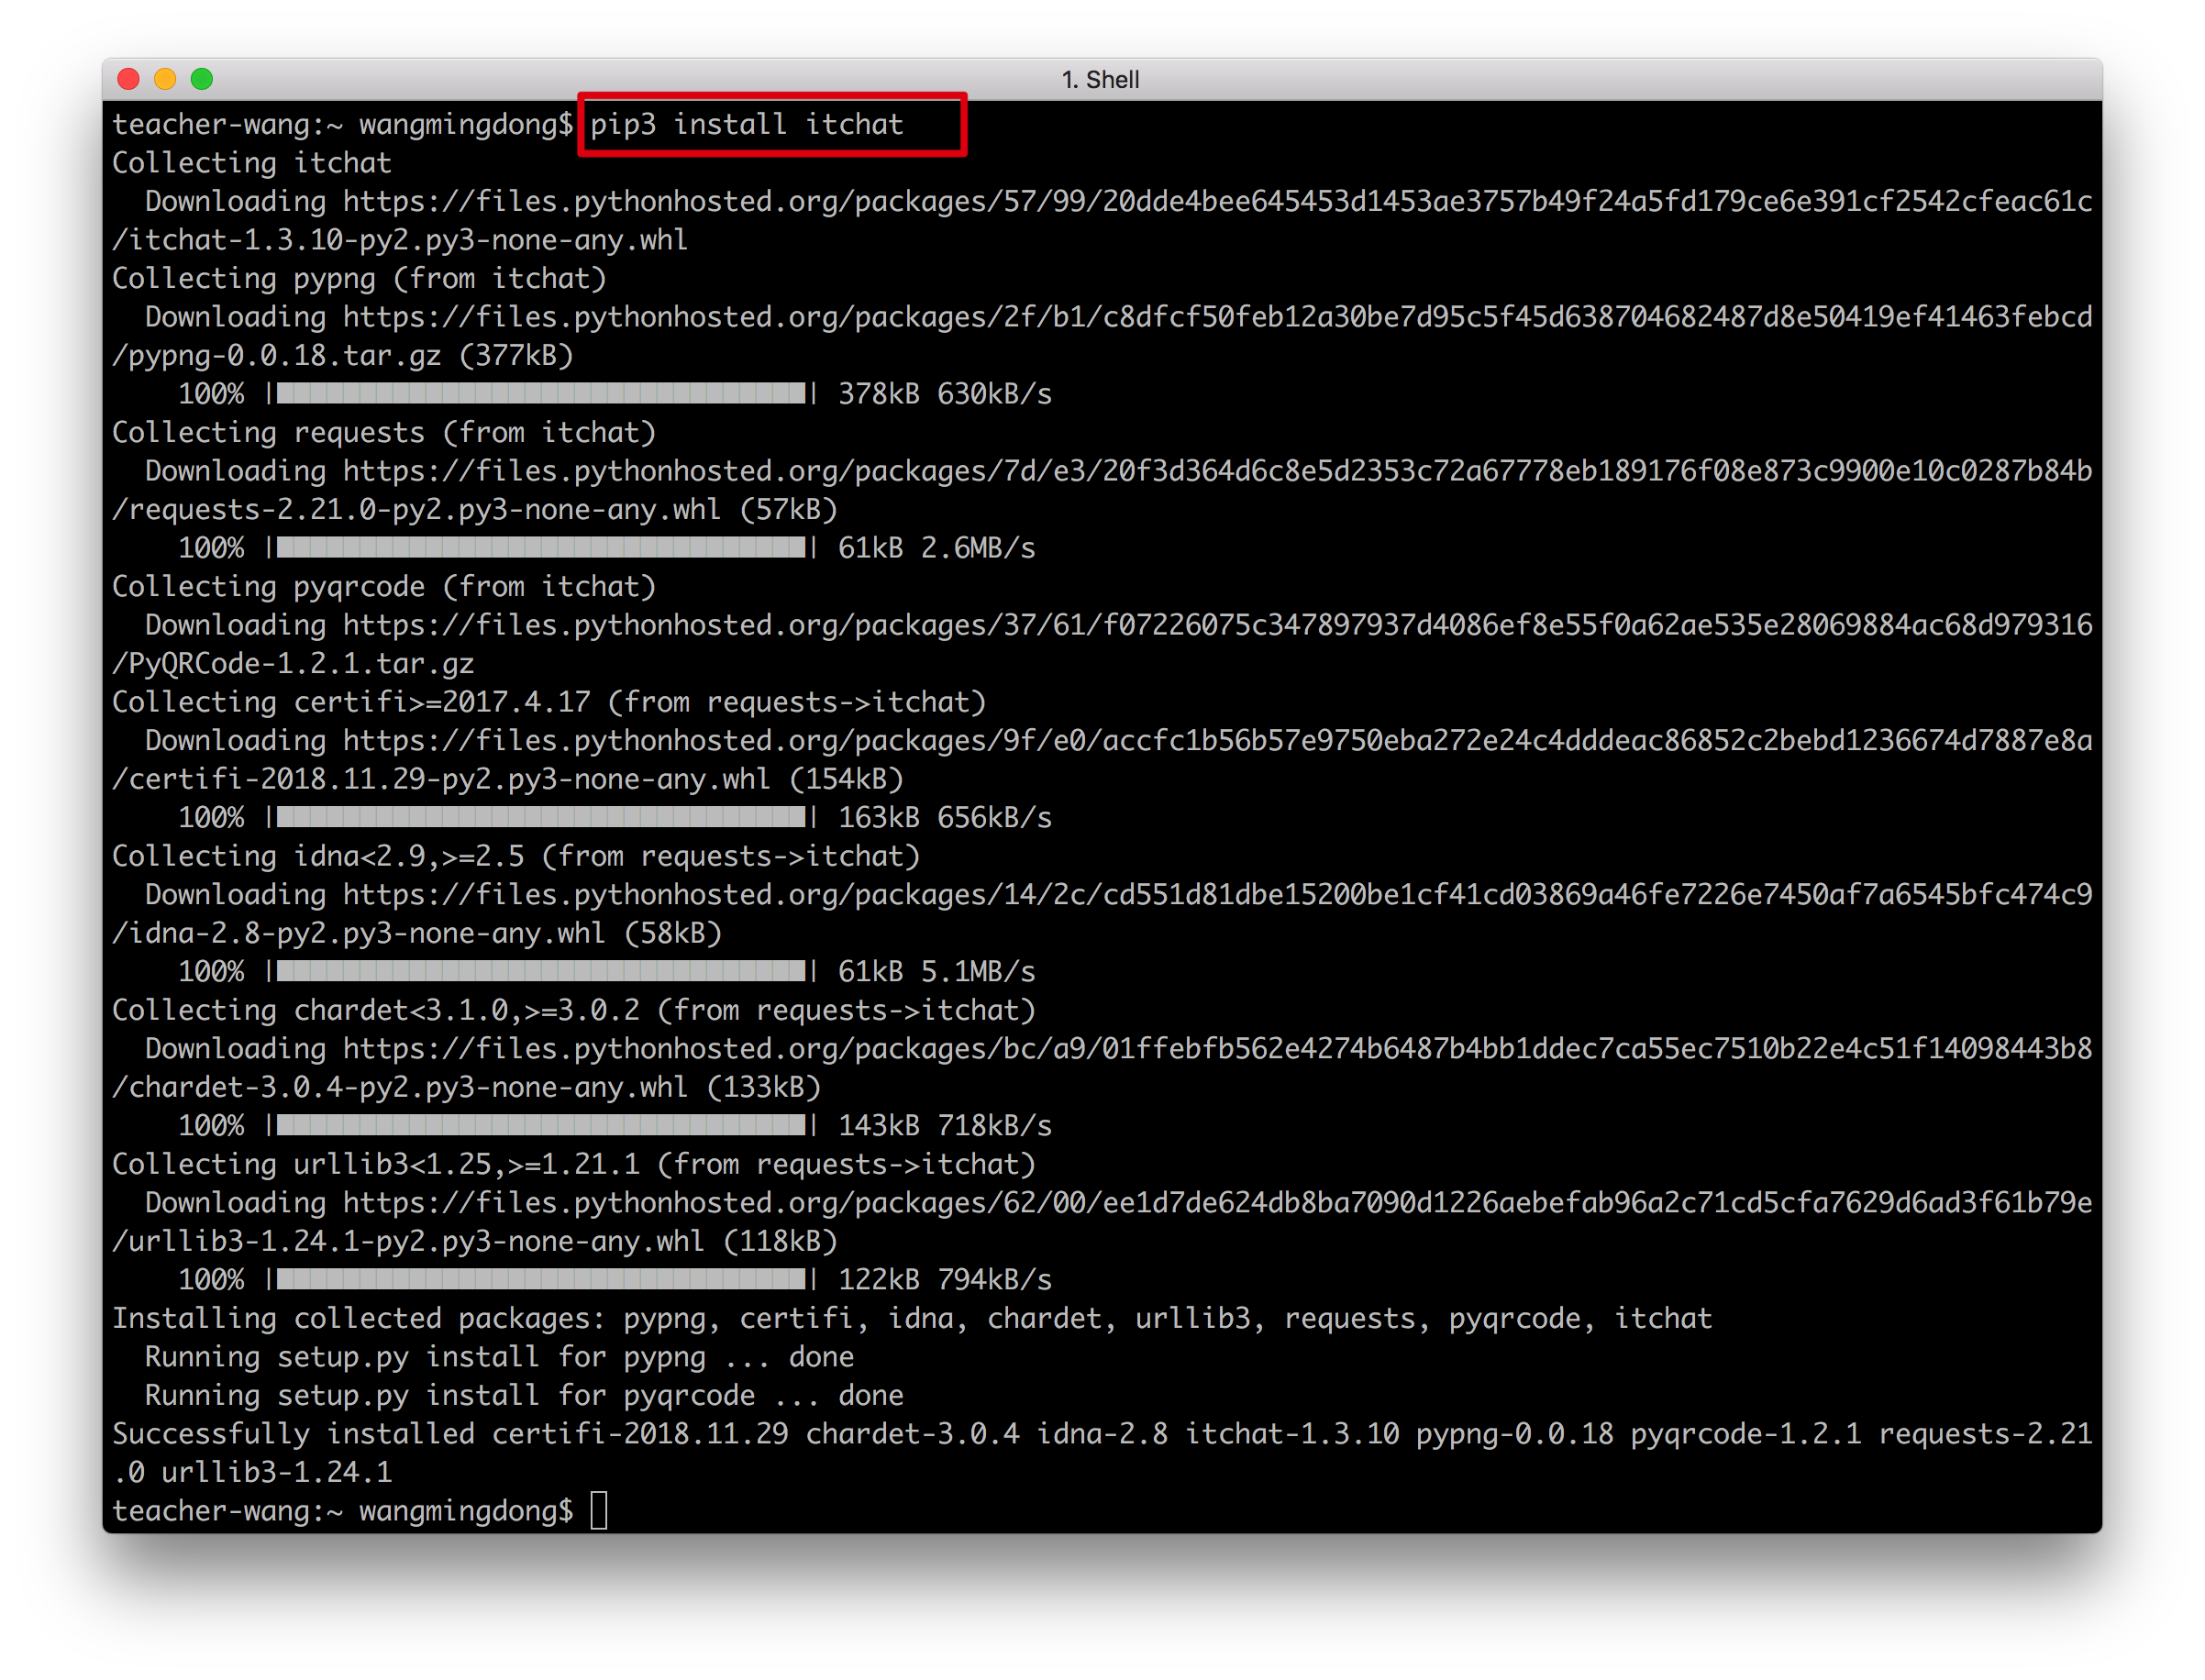 1. Shell
teacher-wang:~ wangmingdong$ pip3 install itchat
Collecting itchat
  Downloading https://files.pythonhosted.org/packages/57/99/20dde4bee645453d1453ae3757b49f24a5fd179ce6e391cf2542cfeac61c
/itchat-1.3.10-py2.py3-none-any.whl
Collecting pypng (from itchat)
  Downloading https://files.pythonhosted.org/packages/2f/b1/c8dfcf50feb12a30be7d95c5f45d638704682487d8e50419ef41463febcd
/pypng-0.0.18.tar.gz (377kB)
    100% || 378kB 630kB/s
Collecting requests (from itchat)
  Downloading https://files.pythonhosted.org/packages/7d/e3/20f3d364d6c8e5d2353c72a67778eb189176f08e873c9900e10c0287b84b
/requests-2.21.0-py2.py3-none-any.whl (57kB)
    100% || 61kB 2.6MB/s
Collecting pyqrcode (from itchat)
  Downloading https://files.pythonhosted.org/packages/37/61/f07226075c347897937d4086ef8e55f0a62ae535e28069884ac68d979316
/PyQRCode-1.2.1.tar.gz
Collecting certifi>=2017.4.17 (from requests->itchat)
  Downloading https://files.pythonhosted.org/packages/9f/e0/accfc1b56b57e9750eba272e24c4dddeac86852c2bebd1236674d7887e8a
/certifi-2018.11.29-py2.py3-none-any.whl (154kB)
    100% || 163kB 656kB/s
Collecting idna<2.9,>=2.5 (from requests->itchat)
  Downloading https://files.pythonhosted.org/packages/14/2c/cd551d81dbe15200be1cf41cd03869a46fe7226e7450af7a6545bfc474c9
/idna-2.8-py2.py3-none-any.whl (58kB)
    100% || 61kB 5.1MB/s
Collecting chardet<3.1.0,>=3.0.2 (from requests->itchat)
  Downloading https://files.pythonhosted.org/packages/bc/a9/01ffebfb562e4274b6487b4bb1ddec7ca55ec7510b22e4c51f14098443b8
/chardet-3.0.4-py2.py3-none-any.whl (133kB)
    100% || 143kB 718kB/s
Collecting urllib3<1.25,>=1.21.1 (from requests->itchat)
  Downloading https://files.pythonhosted.org/packages/62/00/ee1d7de624db8ba7090d1226aebefab96a2c71cd5cfa7629d6ad3f61b79e
/urllib3-1.24.1-py2.py3-none-any.whl (118kB)
    100% || 122kB 794kB/s
Installing collected packages: pypng, certifi, idna, chardet, urllib3, requests, pyqrcode, itchat
  Running setup.py install for pypng ... done
  Running setup.py install for pyqrcode ... done
Successfully installed certifi-2018.11.29 chardet-3.0.4 idna-2.8 itchat-1.3.10 pypng-0.0.18 pyqrcode-1.2.1 requests-2.21
.0 urllib3-1.24.1
teacher-wang:~ wangmingdong$